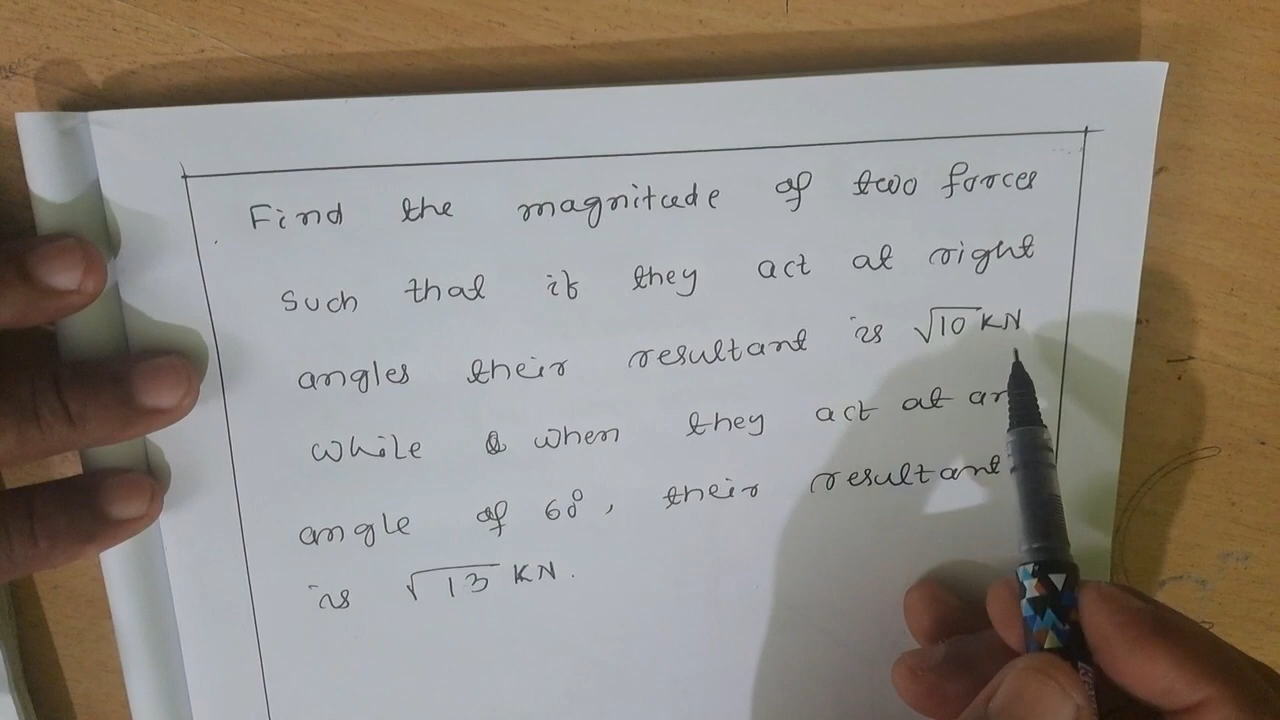 Find the magnitude of two forces
such that if they act at right
angles their resultant is √10 KN
while & when they act at an
angle of 60°, their resultant
is √13 KN.